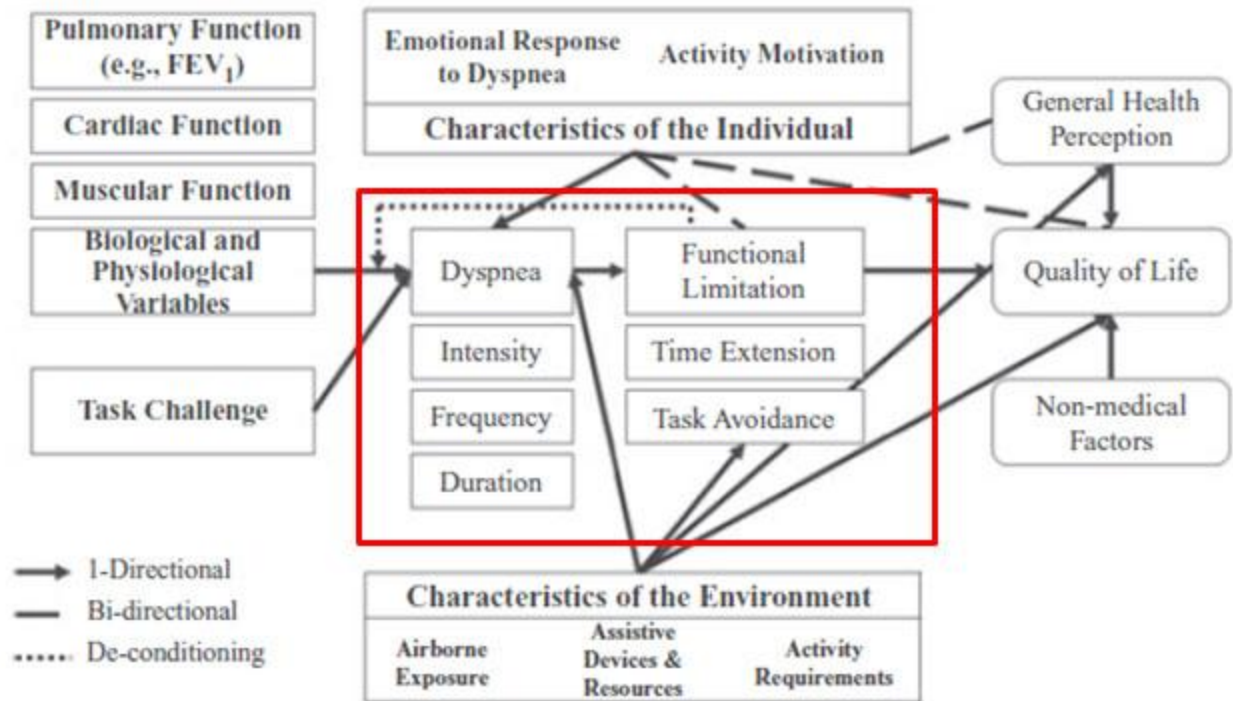 Pulmonary Function
(e.g., FEV₁)
Cardiac Function
Muscular Function
Biological and
Physiological
Variables
Task Challenge
Emotional Response
to Dyspnea
Activity Motivation
Characteristics of the Individual
Dyspnea
Intensity
Frequency
Duration
Functional
Limitation
Time Extension
Task Avoidance
General Health
Perception
Quality of Life
Non-medical
Factors
1-Directional
Bi-directional
De-conditioning
Characteristics of the Environment
Airborne
Exposure
Assistive
Devices &
Resources
Activity
Requirements